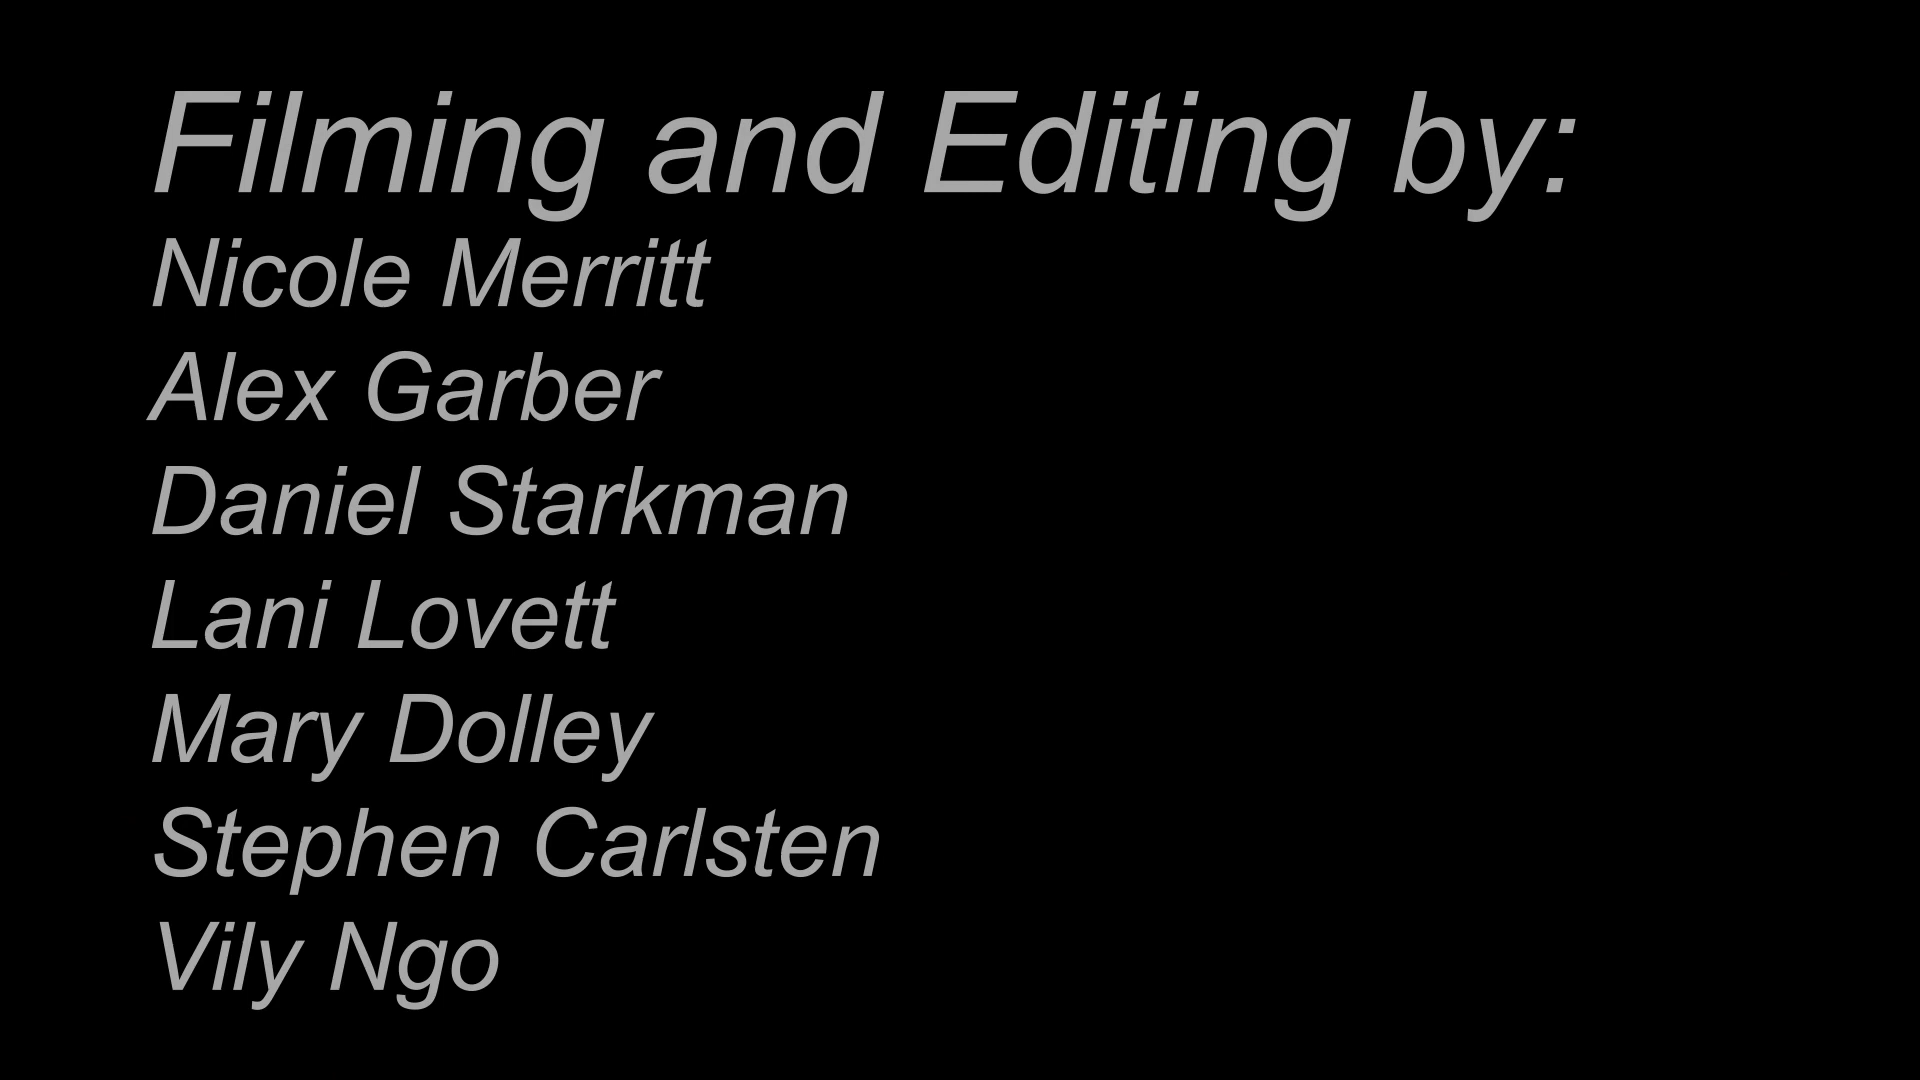 Filming and Editing by:
Nicole Merritt
Alex Garber
Daniel Starkman
Lani Lovett
Mary Dolley
Stephen Carlsten
Vily Ngo